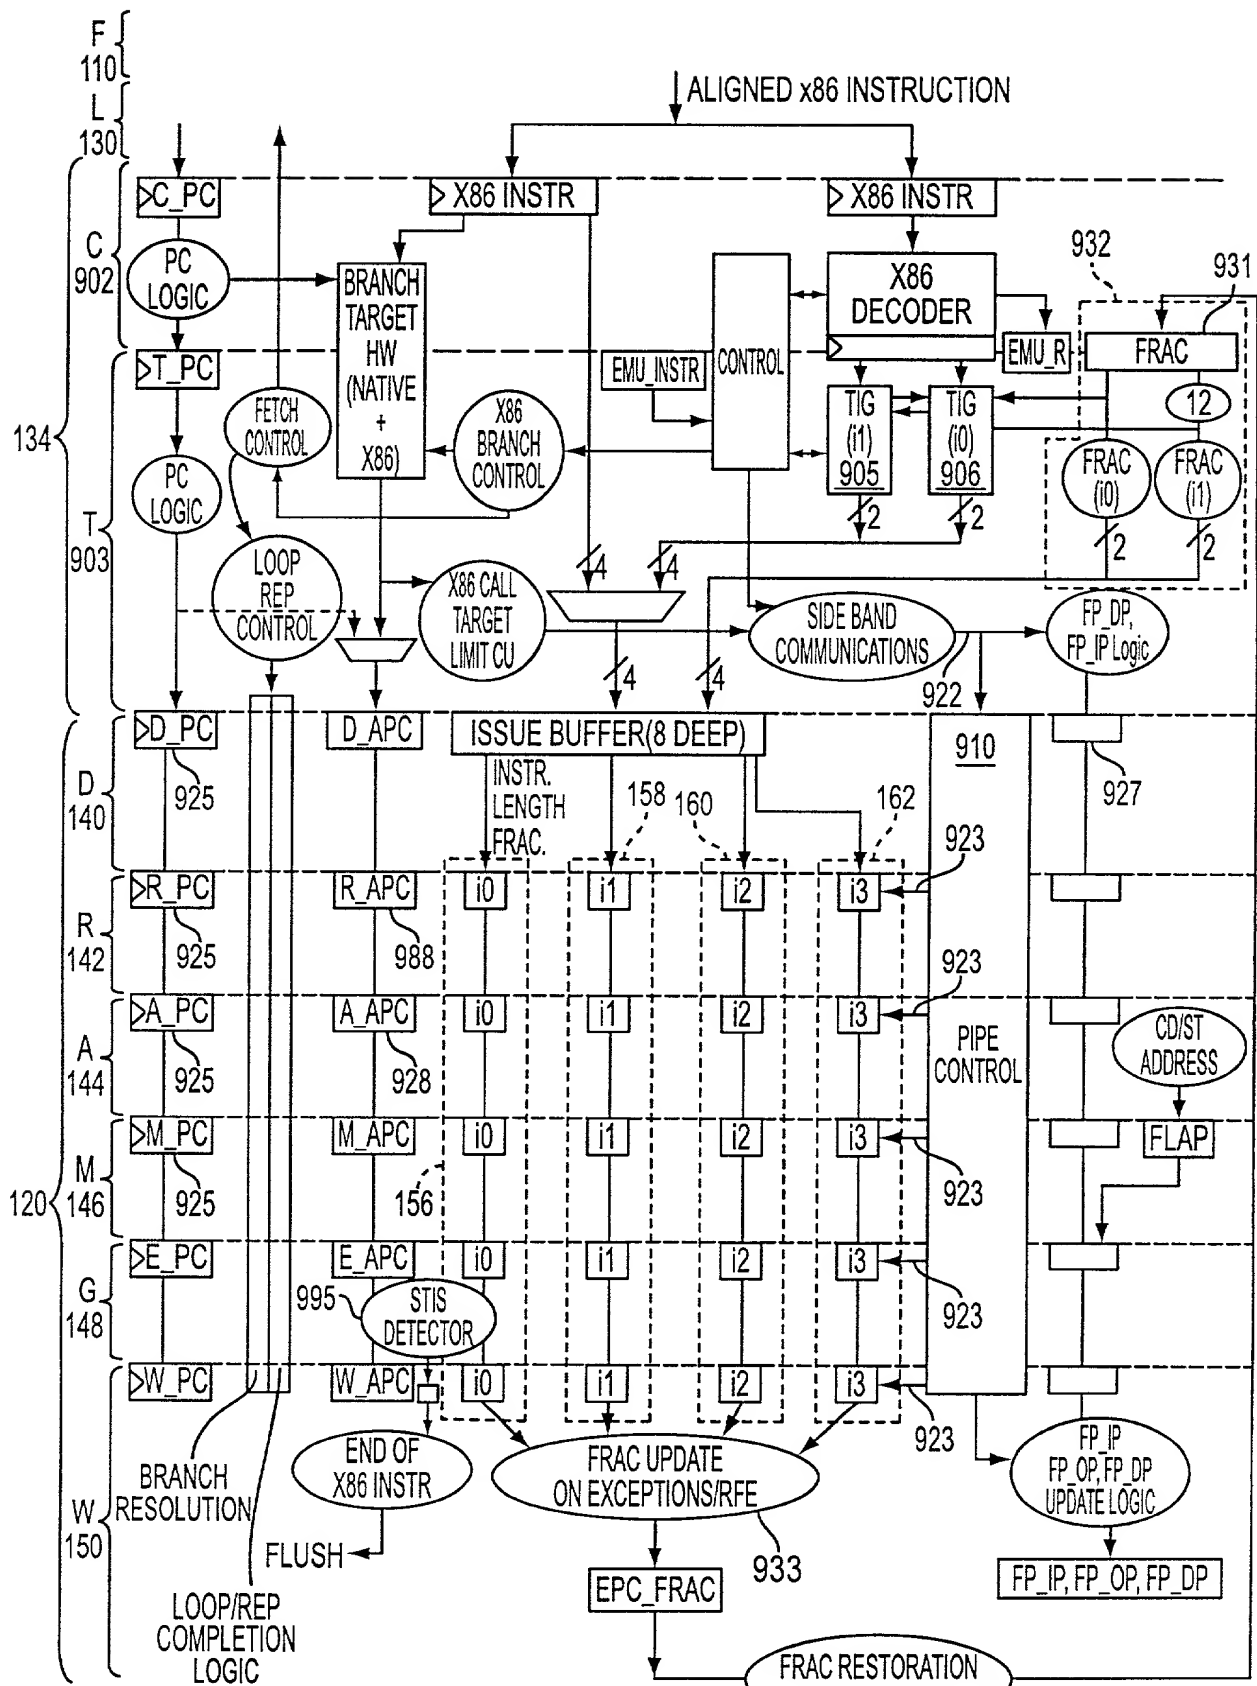 F
110
ALIGNED x86 INSTRUCTION
L
130
C_PC
X86 INSTR
X86 INSTR
C
902
PC
LOGIC
BRANCH
TARGET
HW
(NATIVE
+
X86)
CONTROL
X86
DECODER
932
931
EMU_R
FRAC
T_PC
EMU_INSTR
134
FETCH
CONTROL
X86
BRANCH
CONTROL
TIG
(i1)
905
TIG
(i0)
906
12
FRAC
(i0)
FRAC
(i1)
PC
LOGIC
2
2
2
2
T
903
LOOP
REP
CONTROL
X86 CALL
TARGET
LIMIT CU
4
4
SIDE BAND
COMMUNICATIONS
FP_DP,
FP_IP Logic
4
4
922
D_PC
D_APC
ISSUE BUFFER(8 DEEP)
910
925
927
D
140
INSTR.
LENGTH
FRAC.
158
160
162
923
R_PC
R_APC
i0
i1
i2
i3
R
142
925
988
923
A_PC
A_APC
i0
i1
i2
i3
A
144
925
928
PIPE
CONTROL
CD/ST
ADDRESS
M_PC
M_APC
i0
i1
i2
i3
FLAP
M
146
120
925
156
923
E_PC
E_APC
i0
i1
i2
i3
G
148
995
STIS
DETECTOR
923
W_PC
W_APC
i0
i1
i2
i3
923
END OF
X86 INSTR
FRAC UPDATE
ON EXCEPTIONS/RFE
FP_IP
FP_OP, FP_DP
UPDATE LOGIC
BRANCH
RESOLUTION
W
150
FLUSH
933
EPC_FRAC
FP_IP, FP_OP, FP_DP
LOOP/REP
COMPLETION
LOGIC
FRAC RESTORATION